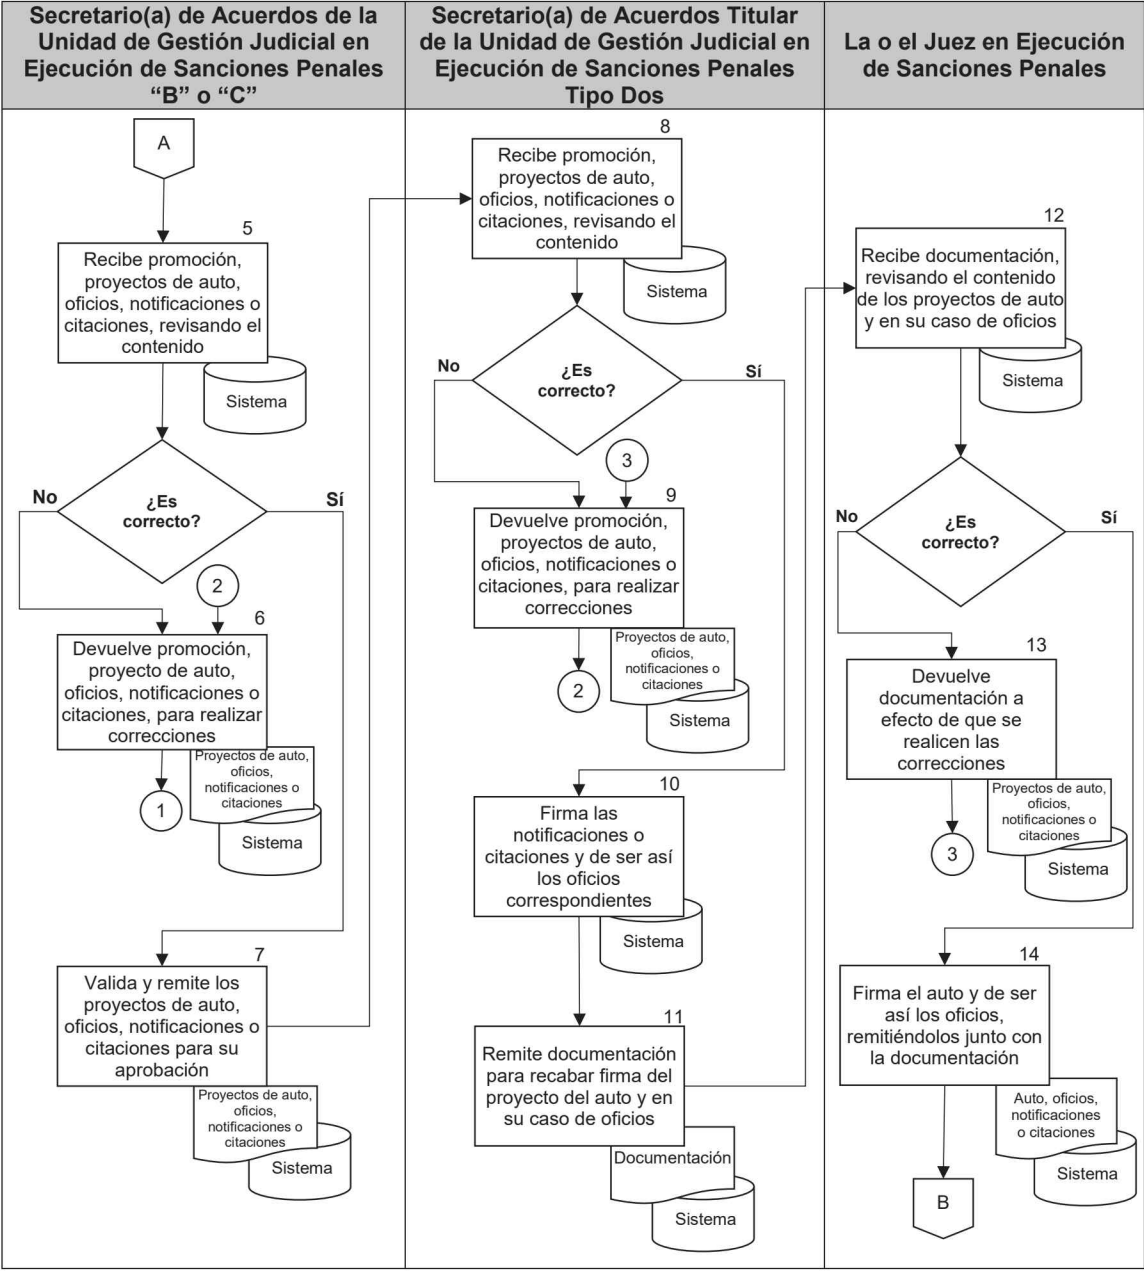 Secretario(a) de Acuerdos de la
Unidad de Gestión Judicial en
Ejecución de Sanciones Penales
“B” o “C”
Secretario(a) de Acuerdos Titular
de la Unidad de Gestión Judicial en
Ejecución de Sanciones Penales
Tipo Dos
La o el Juez en Ejecución
de Sanciones Penales
A
5
Recibe promoción,
proyectos de auto,
oficios, notificaciones o
citaciones, revisando el
contenido
Sistema
¿Es
correcto?
No
Sí
2
6
Devuelve promoción,
proyecto de auto,
oficios, notificaciones o
citaciones, para realizar
correcciones
Proyectos de auto,
oficios,
notificaciones o
citaciones
Sistema
1
7
Valida y remite los
proyectos de auto,
oficios, notificaciones o
citaciones para su
aprobación
Proyectos de auto,
oficios,
notificaciones o
citaciones
Sistema
8
Recibe promoción,
proyectos de auto,
oficios, notificaciones o
citaciones, revisando el
contenido
Sistema
No
¿Es
correcto?
Sí
3
9
Devuelve promoción,
proyectos de auto,
oficios, notificaciones o
citaciones, para realizar
correcciones
Proyectos de auto,
oficios,
notificaciones o
citaciones
Sistema
2
10
Firma las
notificaciones o
citaciones y de ser así
los oficios
correspondientes
Sistema
11
Remite documentación
para recabar firma del
proyecto del auto y en
su caso de oficios
Documentación
Sistema
12
Recibe documentación,
revisando el contenido
de los proyectos de auto
y en su caso de oficios
Sistema
No
¿Es
correcto?
Sí
13
Devuelve
documentación a
efecto de que se
realicen las
correcciones
Proyectos de auto,
oficios,
notificaciones o
citaciones
Sistema
3
14
Firma el auto y de ser
así los oficios,
remitiéndolos junto con
la documentación
Auto, oficios,
notificaciones
o citaciones
Sistema
B